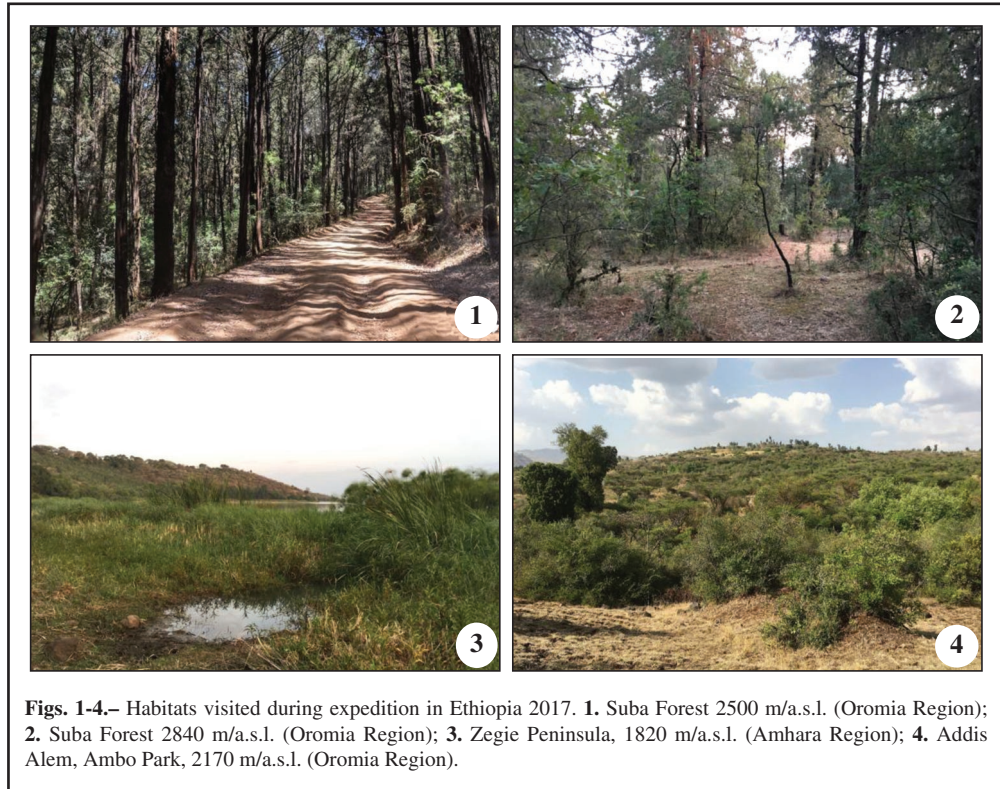 1
2
3
4
Figs. 1-4.– Habitats visited during expedition in Ethiopia 2017. 1. Suba Forest 2500 m/a.s.l. (Oromia Region);
2. Suba Forest 2840 m/a.s.l. (Oromia Region); 3. Zegie Peninsula, 1820 m/a.s.l. (Amhara Region); 4. Addis
Alem, Ambo Park, 2170 m/a.s.l. (Oromia Region).